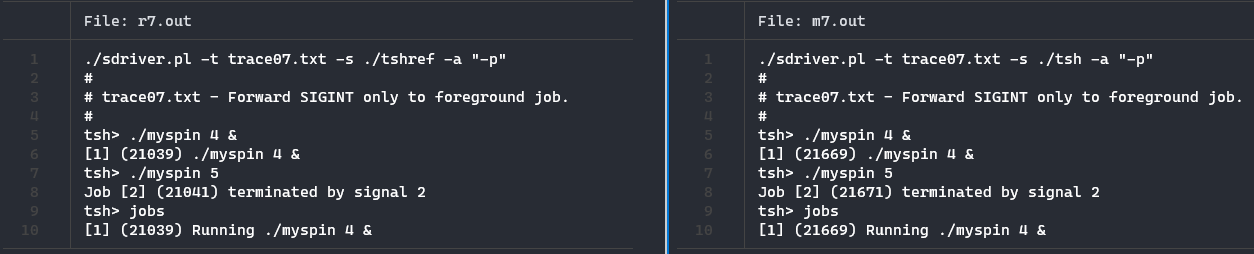 File: r7.out
1 ./sdriver.pl -t trace07.txt -s ./tshref -a "-p"
2 #
3 # trace07.txt - Forward SIGINT only to foreground job.
4 #
5 tsh> ./myspin 4 &
6 [1] (21039) ./myspin 4 &
7 tsh> ./myspin 5
8 Job [2] (21041) terminated by signal 2
9 tsh> jobs
10 [1] (21039) Running ./myspin 4 &
File: m7.out
1 ./sdriver.pl -t trace07.txt -s ./tsh -a "-p"
2 #
3 # trace07.txt - Forward SIGINT only to foreground job.
4 #
5 tsh> ./myspin 4 &
6 [1] (21669) ./myspin 4 &
7 tsh> ./myspin 5
8 Job [2] (21671) terminated by signal 2
9 tsh> jobs
10 [1] (21669) Running ./myspin 4 &